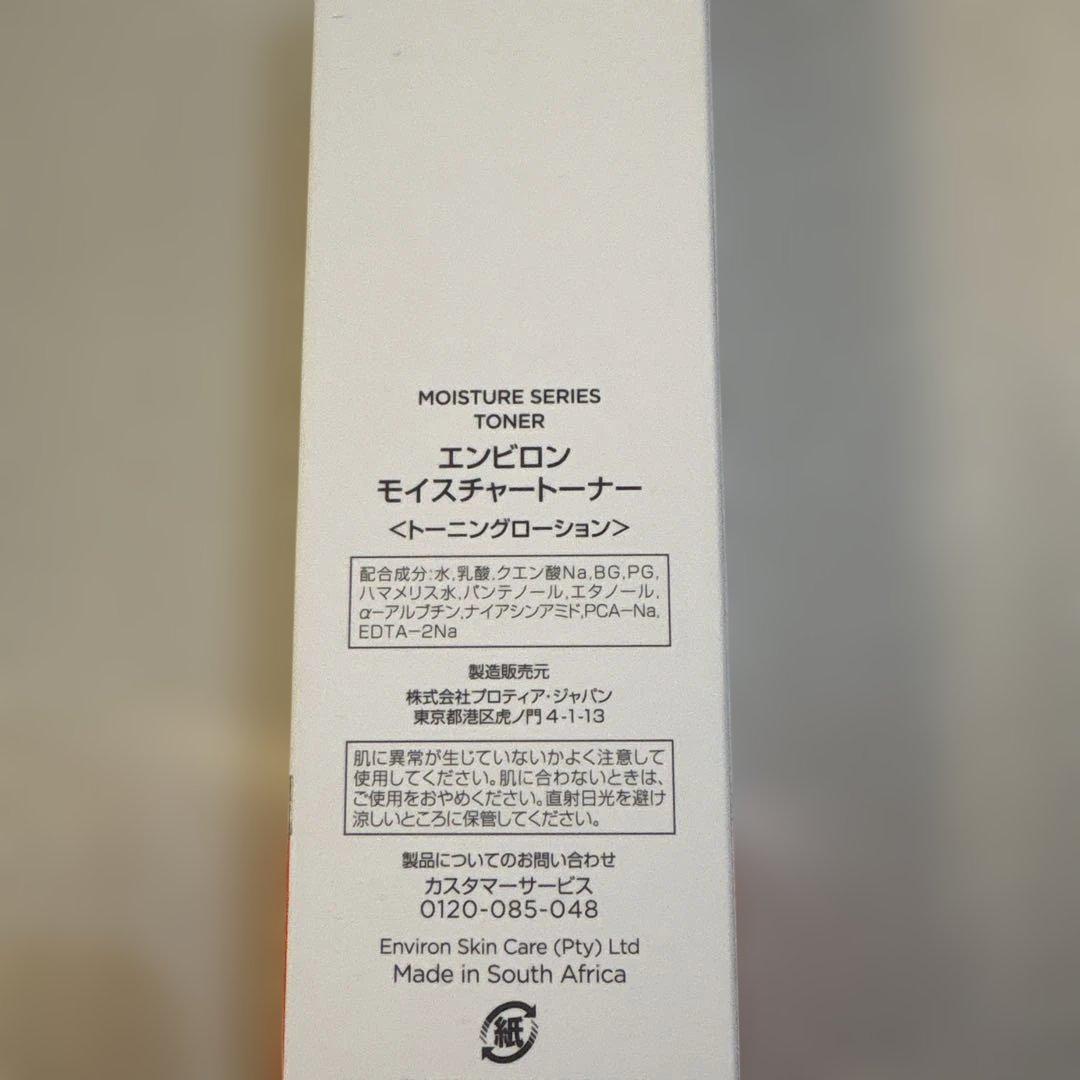 MOISTURE SERIES
TONER
エンビロン
モイスチャートーナー
<トーニングローション>
配合成分:水,乳酸,クエン酸Na,BG,PG,
ハマメリス水,パンテノール,エタノール,
α-アルブチン,ナイアシンアミド,PCA-Na,
EDTA-2Na
製造販売元
株式会社プロティア・ジャパン
東京都港区虎ノ門4-1-13
肌に異常が生じていないかよく注意して
使用してください。肌に合わないときは、
ご使用をおやめください。直射日光を避け
涼しいところに保管してください。
製品についてのお問い合わせ
カスタマーサービス
0120-085-048
Environ Skin Care (Pty) Ltd
Made in South Africa
紙